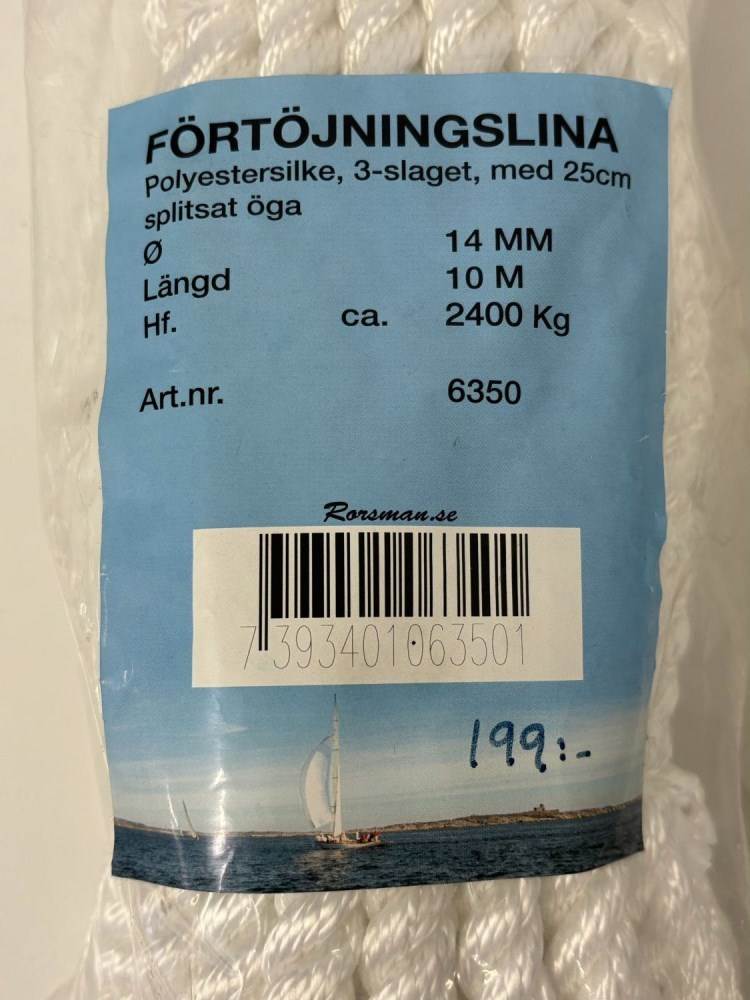 FÖRTÖJNINGSLINA
Polyestersilke, 3-slaget, med 25cm
splitsat öga
Ø 14 MM
Längd 10 M
Hf. ca. 2400 Kg
Art.nr. 6350
Rorsman.se
7 393401 063501
199:-